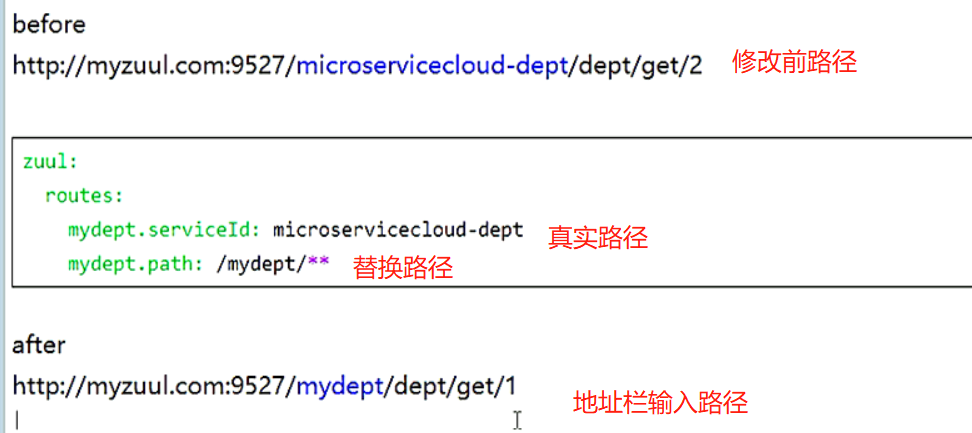 before
http://myzuul.com:9527/microservicecloud-dept/dept/get/2 修改前路径
zuul:
routes:
mydept.serviceId: microservicecloud-dept 真实路径
mydept.path: /mydept/** 替换路径
after
http://myzuul.com:9527/mydept/dept/get/1 地址栏输入路径